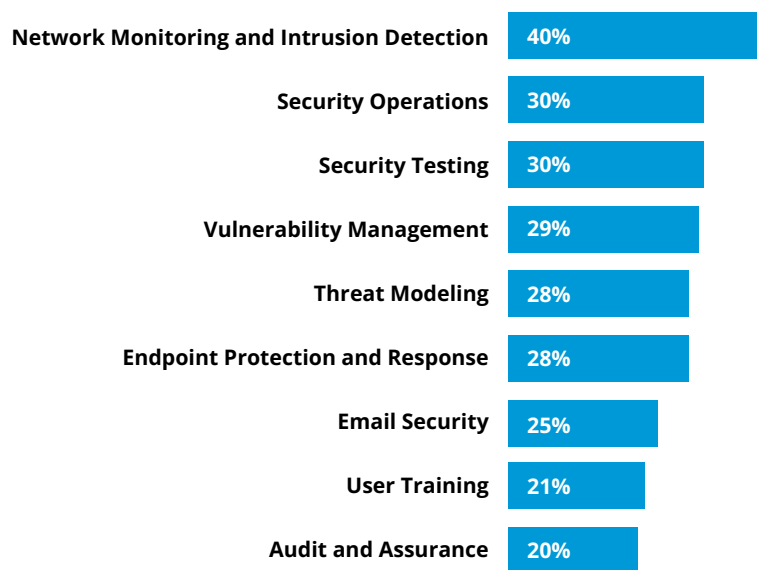 Network Monitoring and Intrusion Detection 40%
Security Operations 30%
Security Testing 30%
Vulnerability Management 29%
Threat Modeling 28%
Endpoint Protection and Response 28%
Email Security 25%
User Training 21%
Audit and Assurance 20%